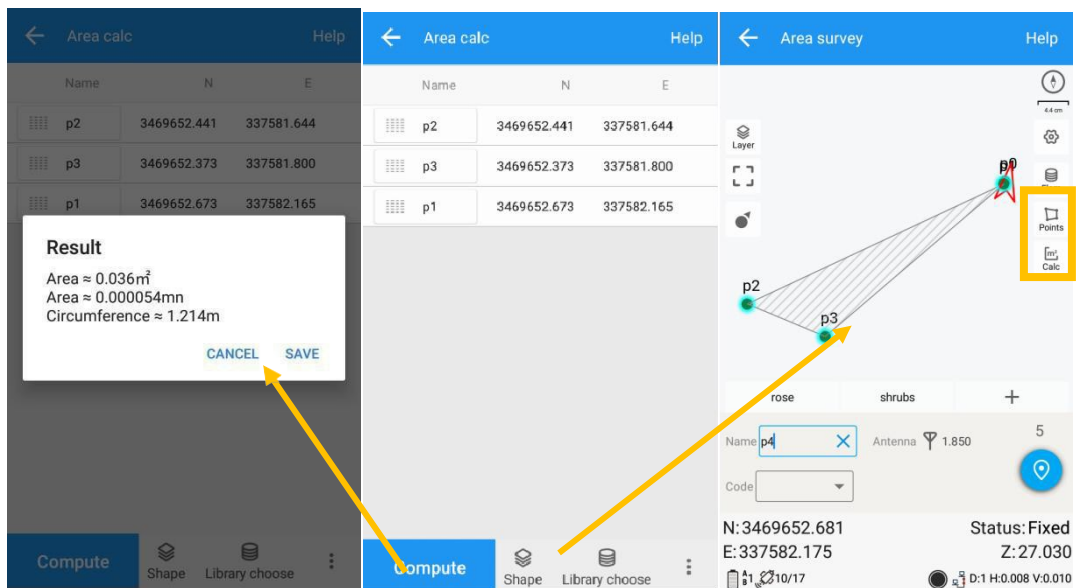 Area calc Help
Name N E
p2 3469652.441 337581.644
p3 3469652.373 337581.800
p1 3469652.673 337582.165
Result
Area ≈ 0.036㎡
Area ≈ 0.000054mn
Circumference ≈ 1.214m
CANCEL SAVE
Compute
Shape
Library choose
Area calc Help
Name N E
p2 3469652.441 337581.644
p3 3469652.373 337581.800
p1 3469652.673 337582.165
Compute
Shape
Library choose
Area survey Help
4.4 cm
Layer
Points
m²
Calc
p2
p3
rose shrubs +
Name p4 Antenna 1.850 5
Code
N:3469652.681 Status:Fixed
E:337582.175 Z:27.030
10/17 D:1 H:0.008 V:0.010